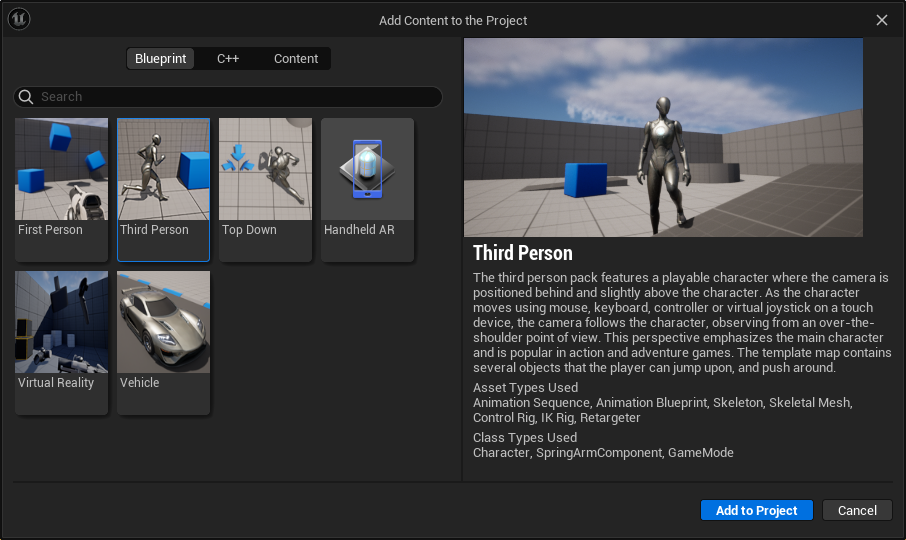 Add Content to the Project
Blueprint
C++
Content
Search
First Person
Third Person
Top Down
Handheld AR
Virtual Reality
Vehicle
Third Person
The third person pack features a playable character where the camera is
positioned behind and slightly above the character. As the character
moves using mouse, keyboard, controller or virtual joystick on a touch
device, the camera follows the character, observing from an over-the-
shoulder point of view. This perspective emphasizes the main character
and is popular in action and adventure games. The template map contains
several objects that the player can jump upon, and push around.
Asset Types Used
Animation Sequence, Animation Blueprint, Skeleton, Skeletal Mesh,
Control Rig, IK Rig, Retargeter
Class Types Used
Character, SpringArmComponent, GameMode
Add to Project
Cancel